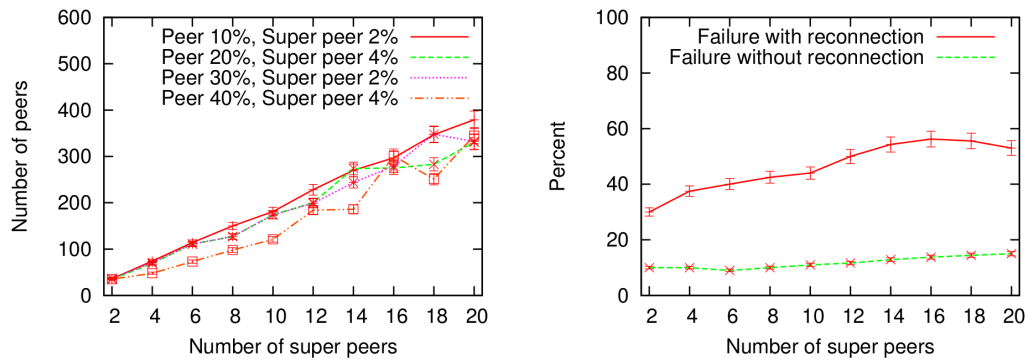 600
500
400
300
200
100
0
Number of peers
Peer 10%, Super peer 2%
Peer 20%, Super peer 4%
Peer 30%, Super peer 2%
Peer 40%, Super peer 4%
2 4 6 8 10 12 14 16 18 20
Number of super peers
100
80
60
40
20
0
Percent
Failure with reconnection
Failure without reconnection
2 4 6 8 10 12 14 16 18 20
Number of super peers